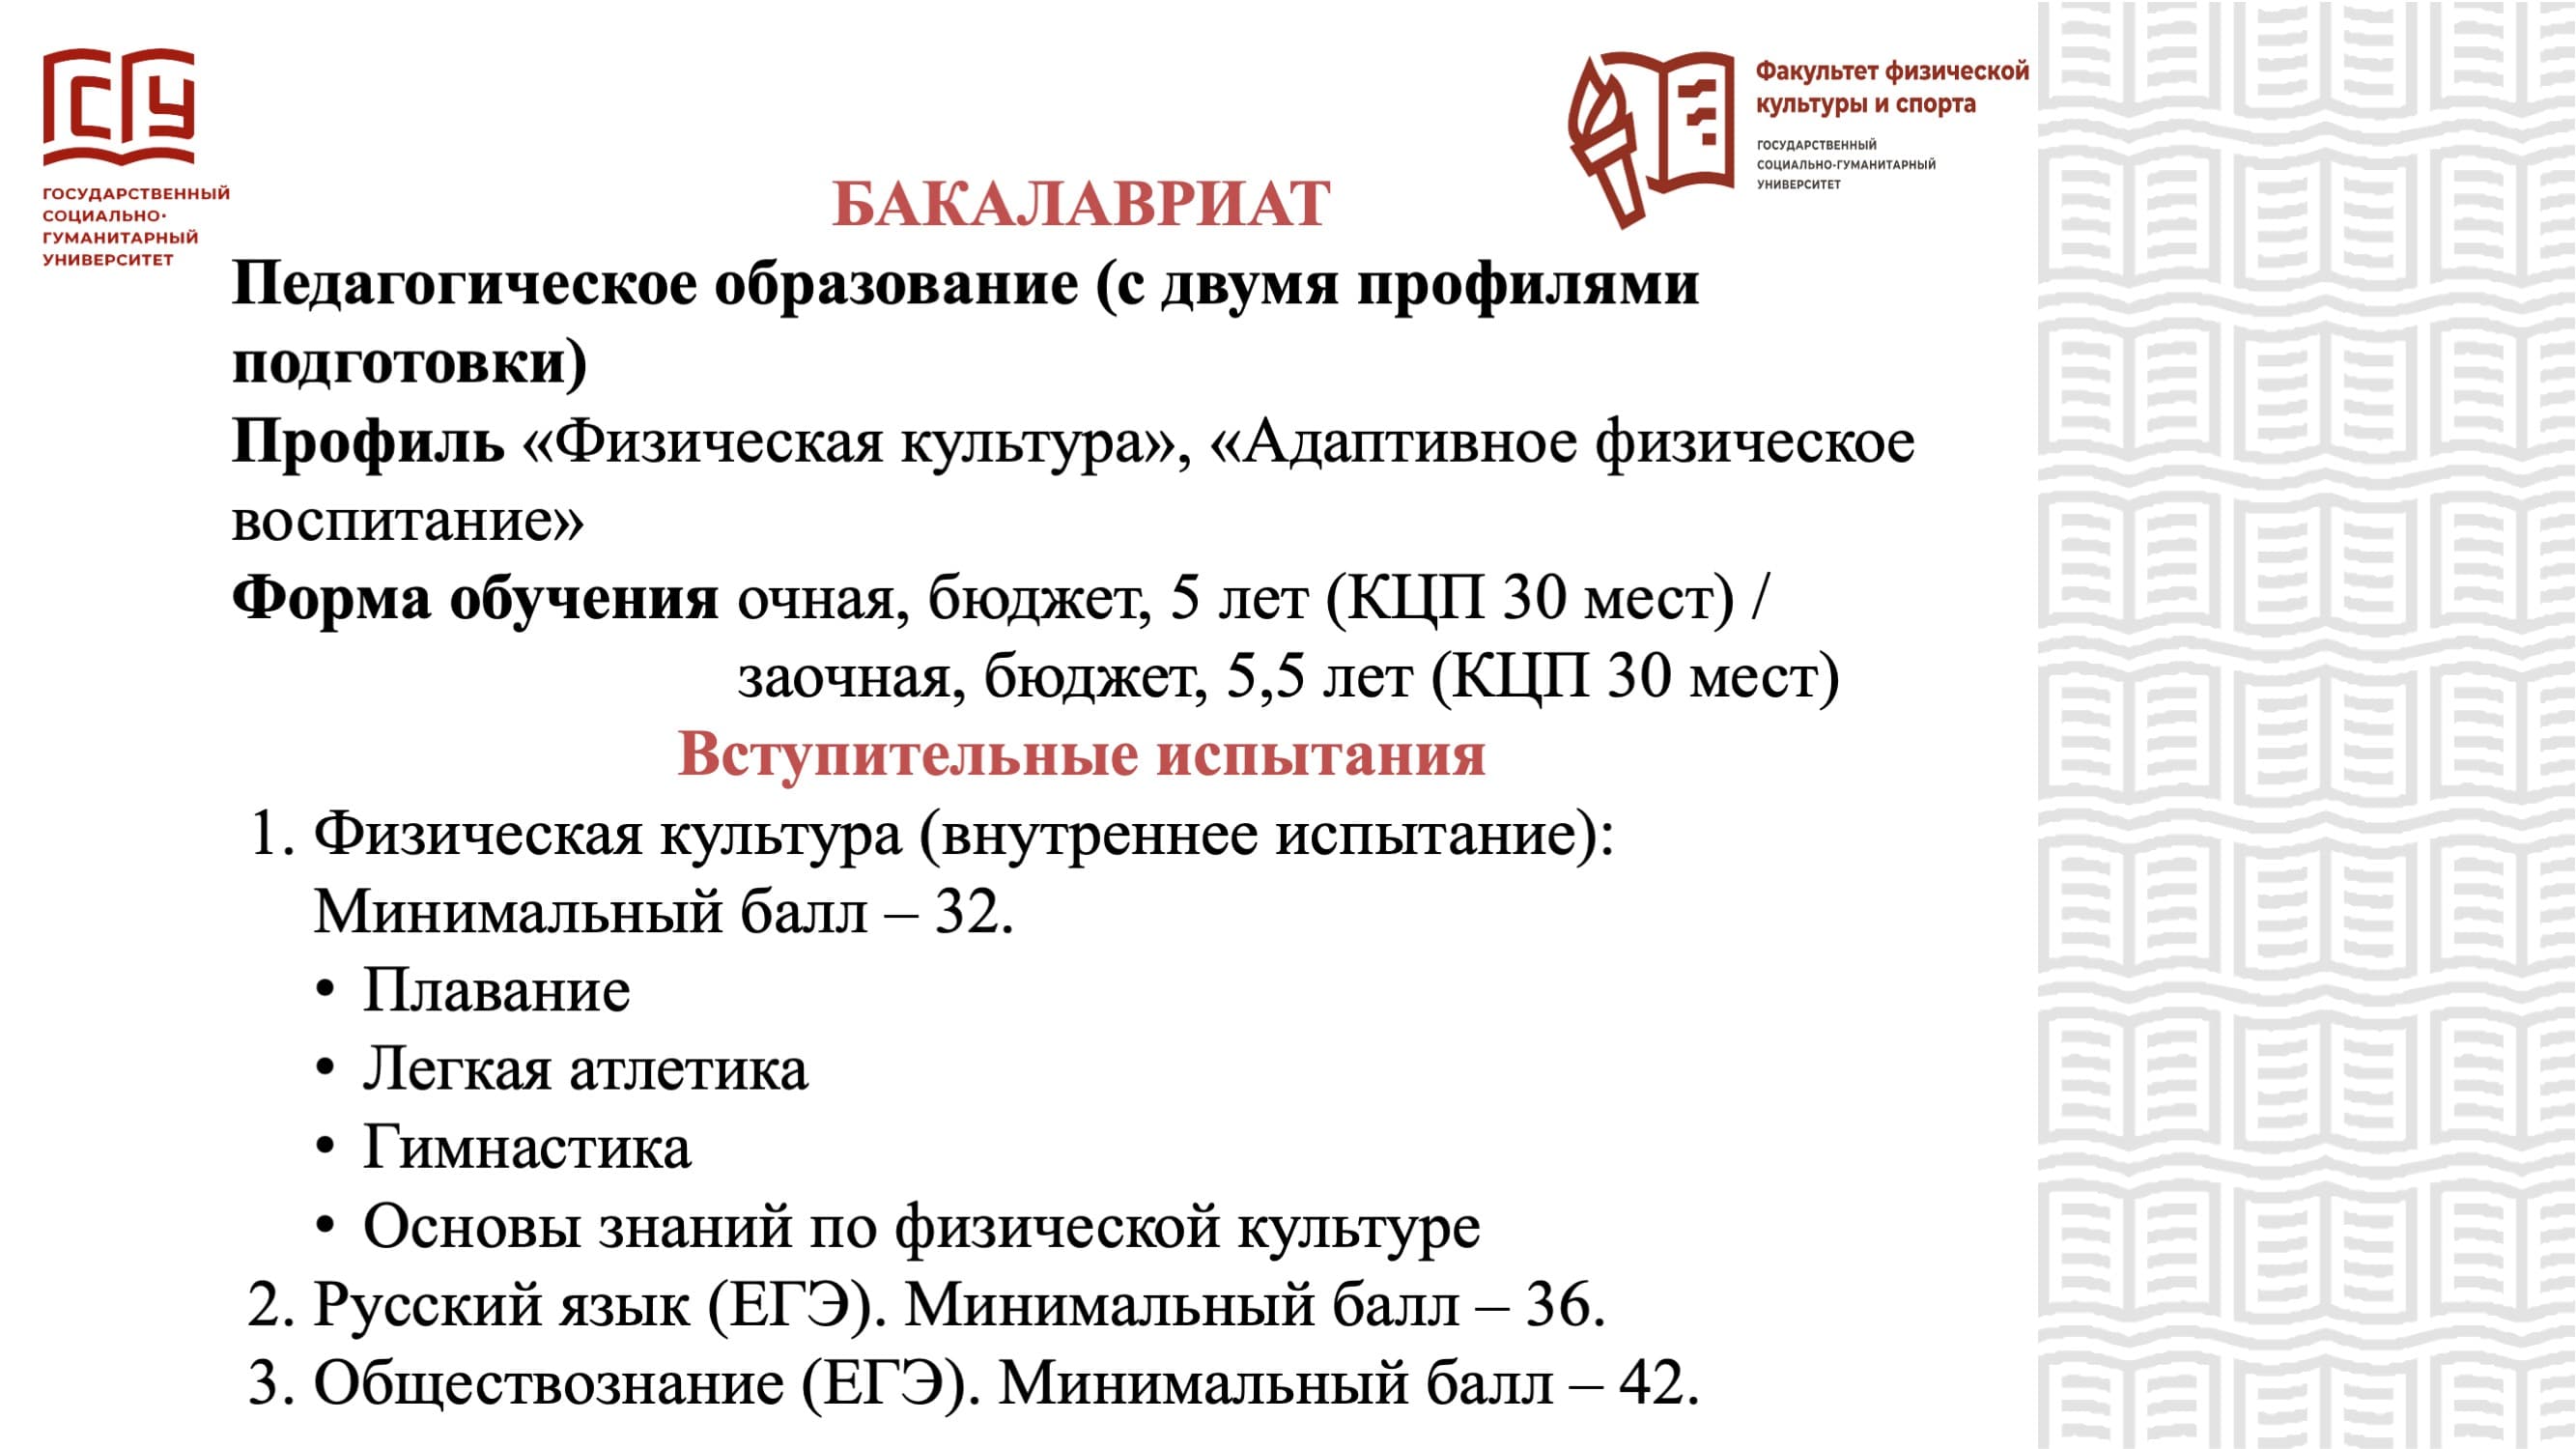 ГСГУ
ГОСУДАРСТВЕННЫЙ
СОЦИАЛЬНО-
ГУМАНИТАРНЫЙ
УНИВЕРСИТЕТ
Факультет физической
культуры и спорта
ГОСУДАРСТВЕННЫЙ
СОЦИАЛЬНО-ГУМАНИТАРНЫЙ
УНИВЕРСИТЕТ
БАКАЛАВРИАТ
Педагогическое образование (с двумя профилями
подготовки)
Профиль «Физическая культура», «Адаптивное физическое
воспитание»
Форма обучения очная, бюджет, 5 лет (КЦП 30 мест) /
заочная, бюджет, 5,5 лет (КЦП 30 мест)
Вступительные испытания
1. Физическая культура (внутреннее испытание):
Минимальный балл – 32.
• Плавание
• Легкая атлетика
• Гимнастика
• Основы знаний по физической культуре
2. Русский язык (ЕГЭ). Минимальный балл – 36.
3. Обществознание (ЕГЭ). Минимальный балл – 42.